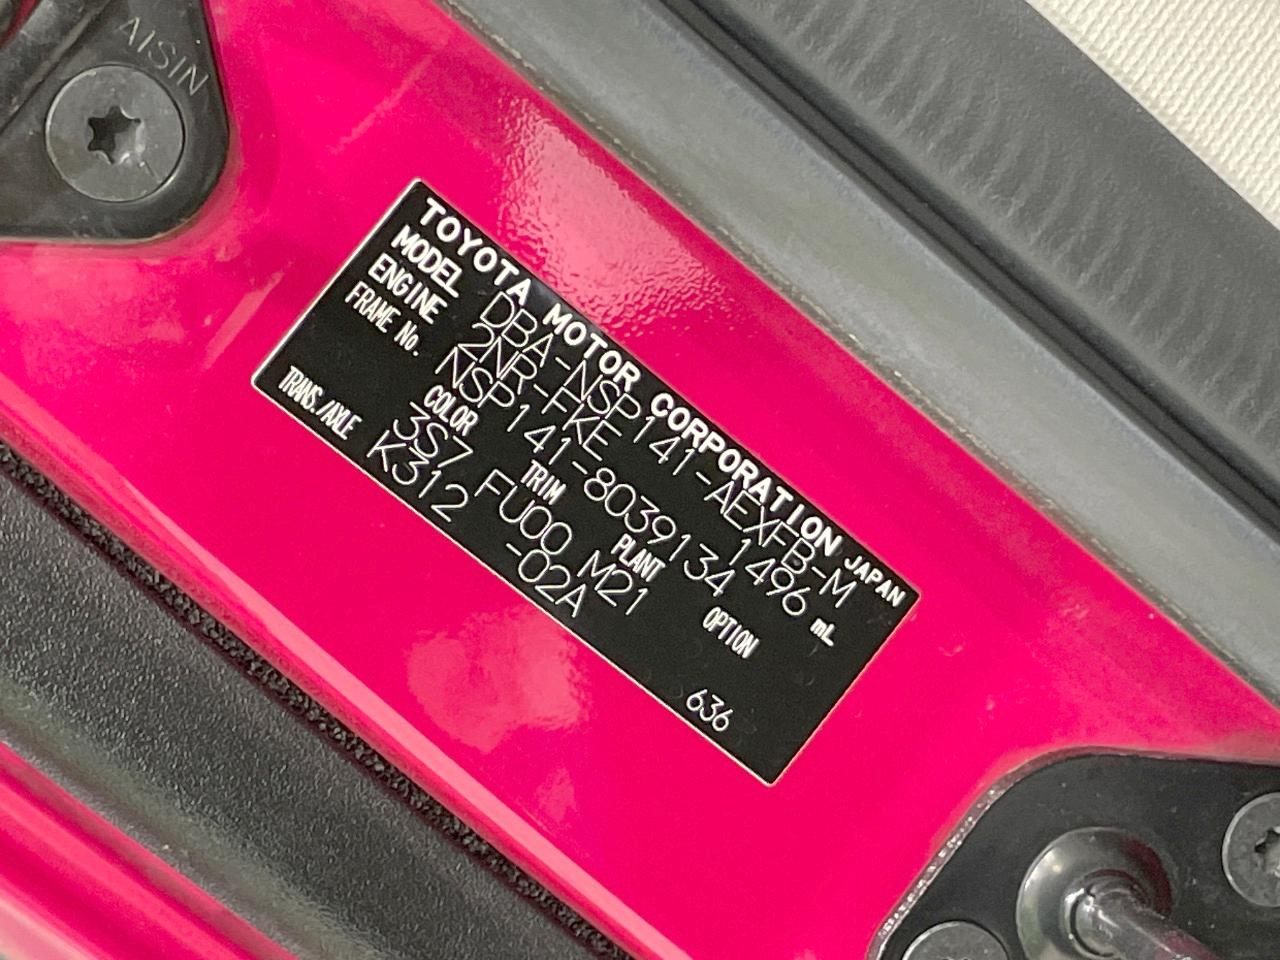 AISIN
TOYOTA MOTOR CORPORATION JAPAN
MODEL DBA-NSP141-AEXFB-M
ENGINE 2NR-FKE 1496 mL
FRAME No. NSP141-8039134
COLOR TRIM PLANT OPTION
3S7 FU00 M21
TRANS./AXLE K312 -02A
636